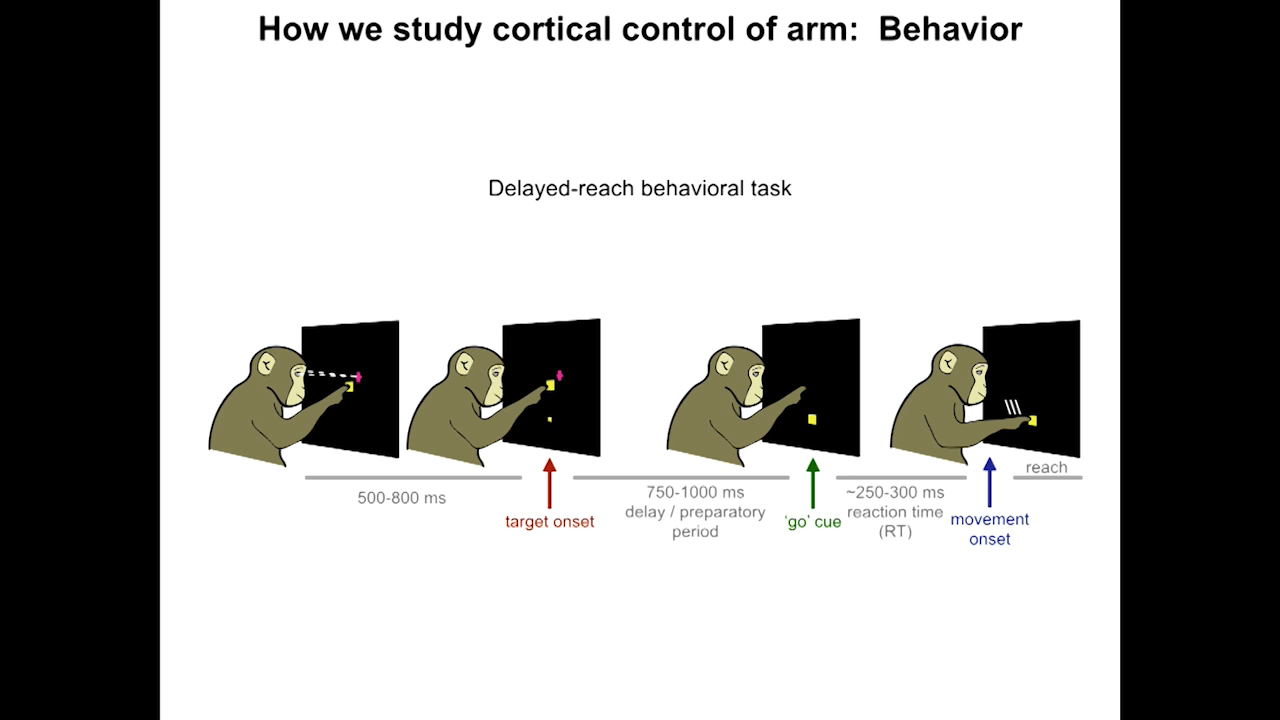 How we study cortical control of arm:  Behavior
Delayed-reach behavioral task
500-800 ms
target onset
750-1000 ms
delay / preparatory
period
'go' cue
~250-300 ms
reaction time
(RT)
movement
onset
reach